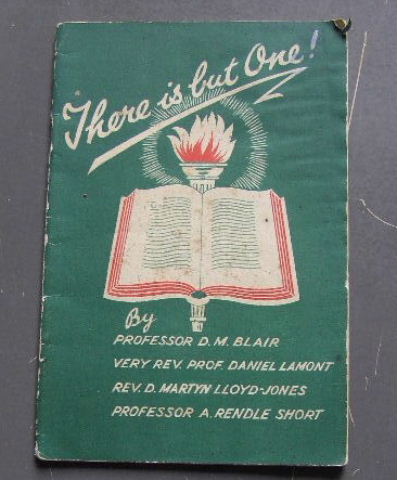 There is but One!
By
PROFESSOR D. M. BLAIR
VERY REV. PROF. DANIEL LAMONT
REV. D. MARTYN LLOYD-JONES
PROFESSOR A. RENDLE SHORT